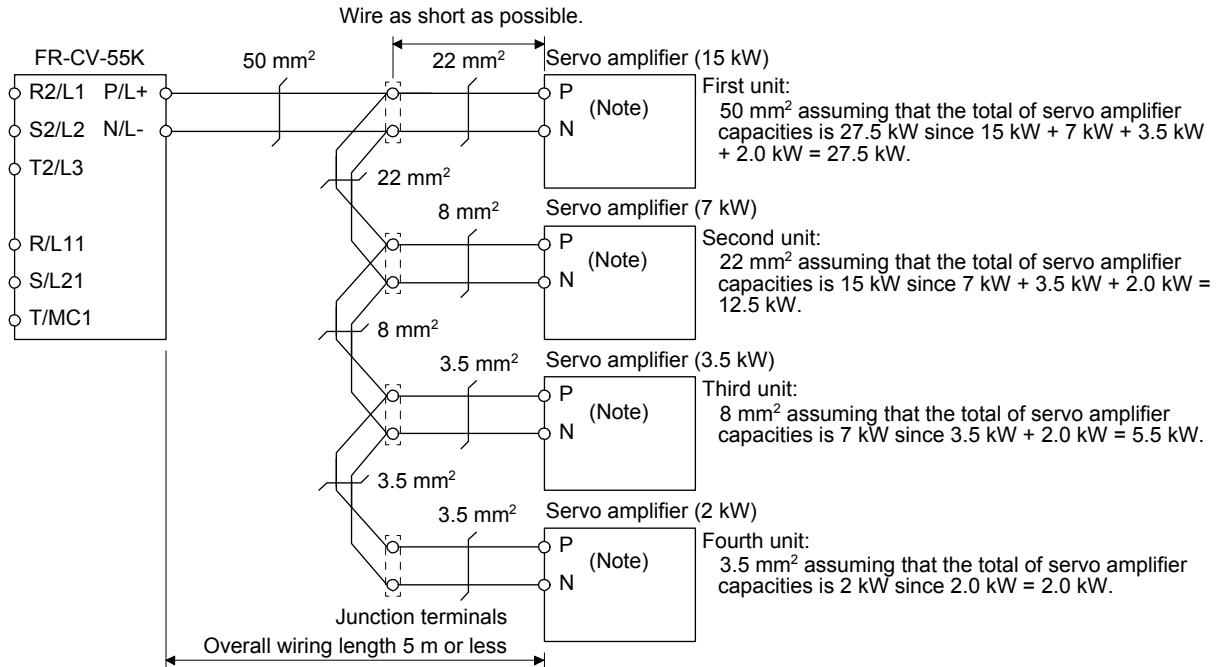 Wire as short as possible.
FR-CV-55K
50 mm²
22 mm²
Servo amplifier (15 kW)
R2/L1 P/L+
S2/L2 N/L-
T2/L3
R/L11
S/L21
T/MC1
P
(Note)
N
First unit:
50 mm² assuming that the total of servo amplifier
capacities is 27.5 kW since 15 kW + 7 kW + 3.5 kW
+ 2.0 kW = 27.5 kW.
22 mm²
8 mm²
Servo amplifier (7 kW)
P
(Note)
N
Second unit:
22 mm² assuming that the total of servo amplifier
capacities is 15 kW since 7 kW + 3.5 kW + 2.0 kW =
12.5 kW.
8 mm²
3.5 mm²
Servo amplifier (3.5 kW)
P
(Note)
N
Third unit:
8 mm² assuming that the total of servo amplifier
capacities is 7 kW since 3.5 kW + 2.0 kW = 5.5 kW.
3.5 mm²
3.5 mm²
Servo amplifier (2 kW)
P
(Note)
N
Fourth unit:
3.5 mm² assuming that the total of servo amplifier
capacities is 2 kW since 2.0 kW = 2.0 kW.
Junction terminals
Overall wiring length 5 m or less